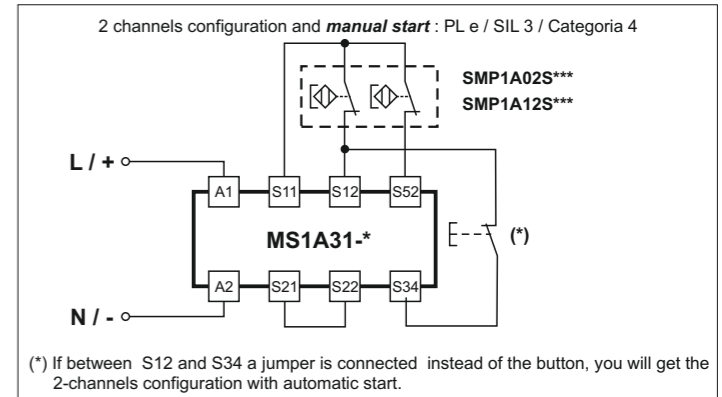 2 channels configuration and manual start : PL e / SIL 3 / Categoria 4
SMP1A02S***
SMP1A12S***
L / +
A1
S11
S12
S52
MS1A31-*
(*)
A2
S21
S22
S34
N / -
(*) If between S12 and S34 a jumper is connected instead of the button, you will get the
2-channels configuration with automatic start.